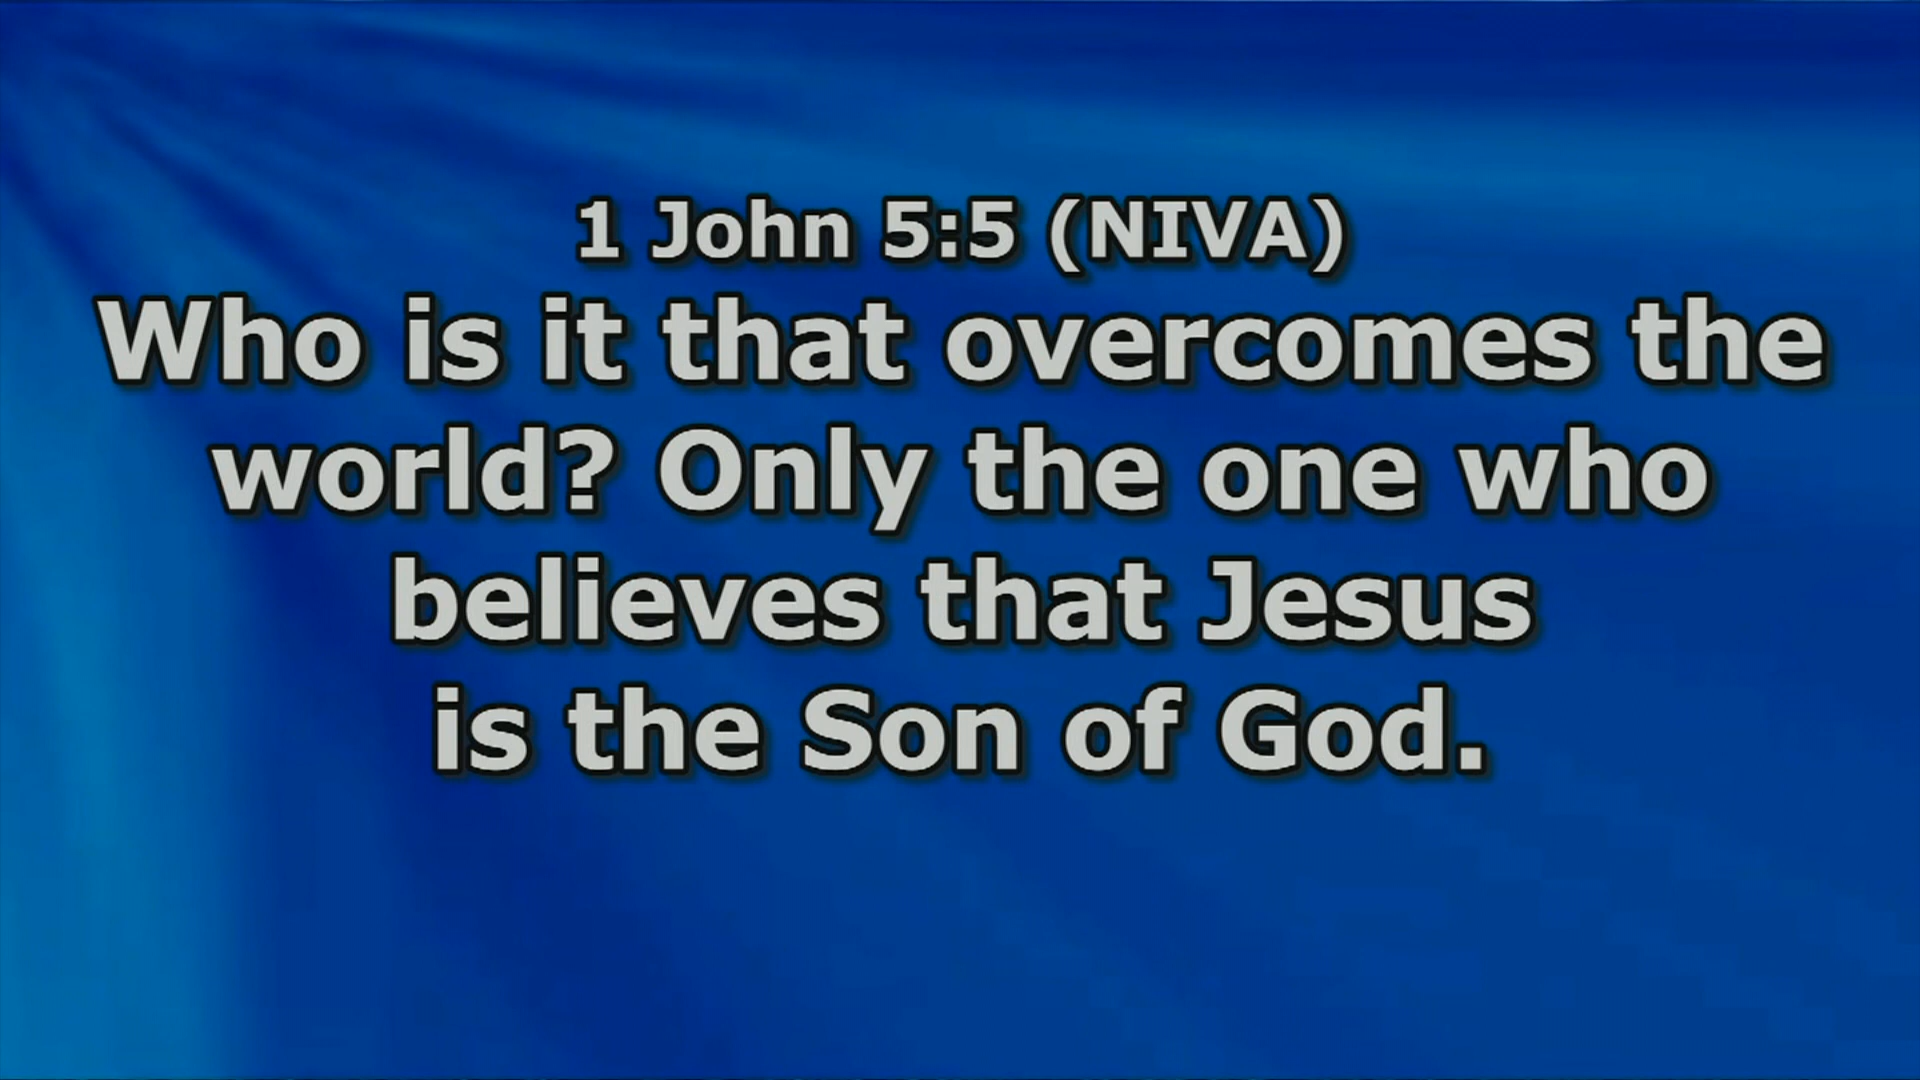 1 John 5:5 (NIVA)
Who is it that overcomes the
world? Only the one who
believes that Jesus
is the Son of God.